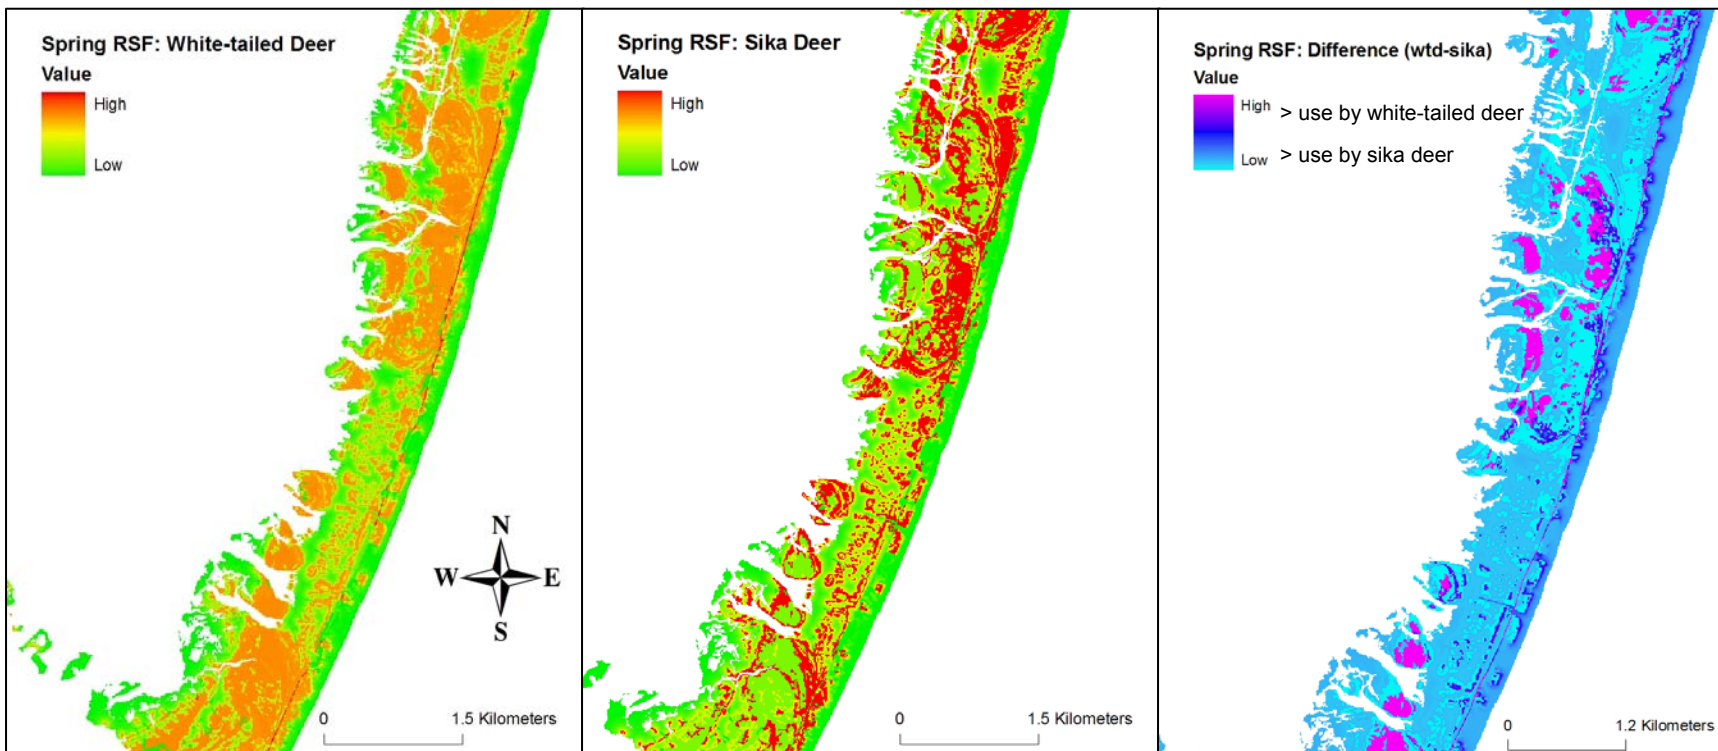 Spring RSF: White-tailed Deer
Value
High
Low
N
W E
S
0 1.5 Kilometers
Spring RSF: Sika Deer
Value
High
Low
0 1.5 Kilometers
Spring RSF: Difference (wtd-sika)
Value
High > use by white-tailed deer
Low > use by sika deer
0 1.2 Kilometers